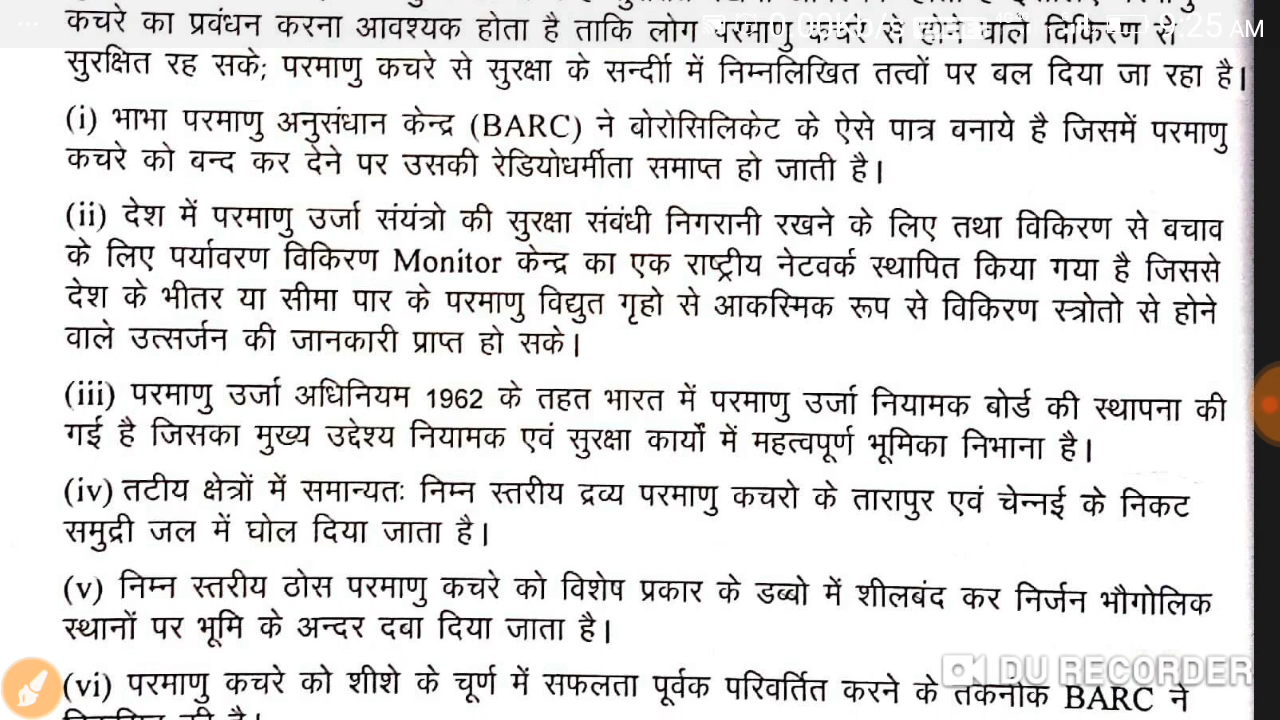 कचरे का प्रवंधन करना आवश्यक होता है ताकि लोग परमाणु कचरे से होने वाले विकिरण से
9:25 AM
सुरक्षित रह सके; परमाणु कचरे से सुरक्षा के सन्दर्भ में निम्नलिखित तत्वों पर बल दिया जा रहा है।
(i) भाभा परमाणु अनुसंधान केन्द्र (BARC) ने बोरोसिलिकेट के ऐसे पात्र बनाये है जिसमें परमाणु
कचरे को बन्द कर देने पर उसकी रेडियोधर्मीता समाप्त हो जाती है।
(ii) देश में परमाणु उर्जा संयंत्रो की सुरक्षा संबंधी निगरानी रखने के लिए तथा विकिरण से बचाव
के लिए पर्यावरण विकिरण Monitor केन्द्र का एक राष्ट्रीय नेटवर्क स्थापित किया गया है जिससे
देश के भीतर या सीमा पार के परमाणु विद्युत गृहो से आकस्मिक रूप से विकिरण स्त्रोतो से होने
वाले उत्सर्जन की जानकारी प्राप्त हो सके।
(iii) परमाणु उर्जा अधिनियम 1962 के तहत भारत में परमाणु उर्जा नियामक बोर्ड की स्थापना की
गई है जिसका मुख्य उद्देश्य नियामक एवं सुरक्षा कार्यों में महत्वपूर्ण भूमिका निभाना है।
(iv) तटीय क्षेत्रों में समान्यतः निम्न स्तरीय द्रव्य परमाणु कचरो के तारापुर एवं चेन्नई के निकट
समुद्री जल में घोल दिया जाता है।
(v) निम्न स्तरीय ठोस परमाणु कचरे को विशेष प्रकार के डब्बो में शीलबंद कर निर्जन भौगोलिक
स्थानों पर भूमि के अन्दर दबा दिया जाता है।
DU RECORDER
(vi) परमाणु कचरे को शीशे के चूर्ण में सफलता पूर्वक परिवर्तित करने के तकनोक BARC ने